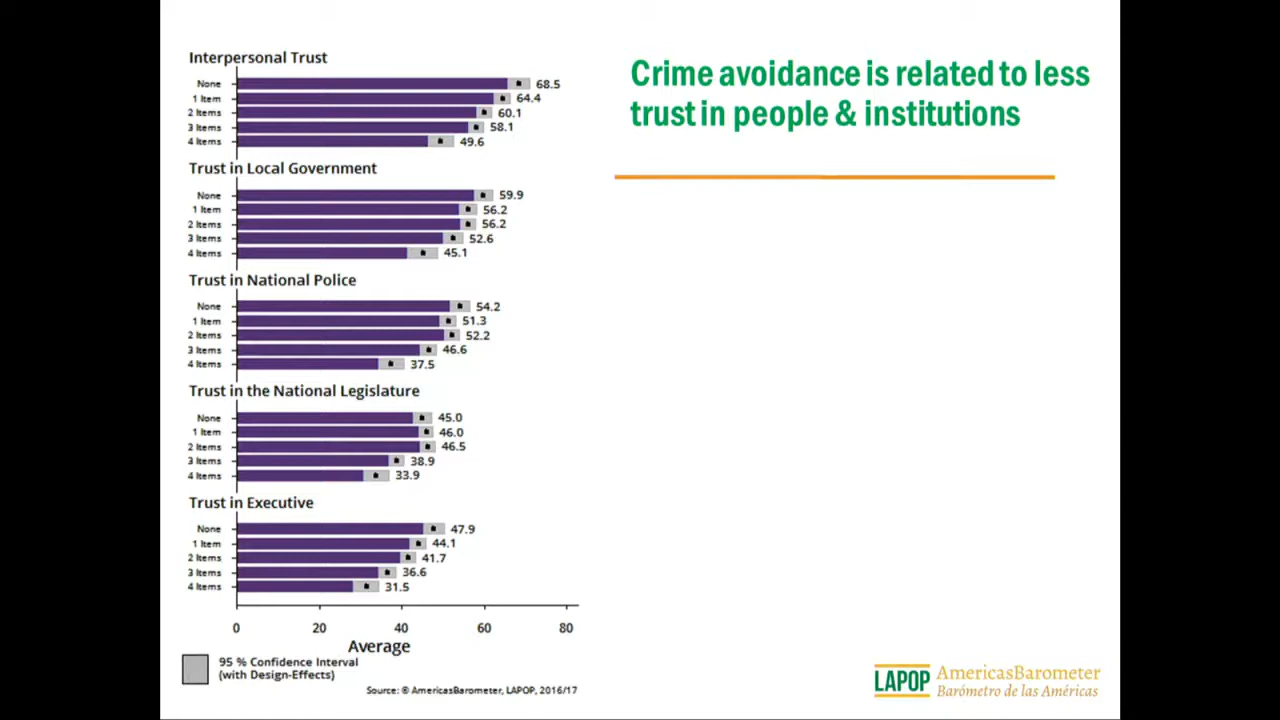 Crime avoidance is related to less
trust in people & institutions
Interpersonal Trust
None 68.5
1 Item 64.4
2 Items 60.1
3 Items 58.1
4 Items 49.6
Trust in Local Government
None 59.9
1 Item 56.2
2 Items 56.2
3 Items 52.6
4 Items 45.1
Trust in National Police
None 54.2
1 Item 51.3
2 Items 52.2
3 Items 46.6
4 Items 37.5
Trust in the National Legislature
None 45.0
1 Item 46.0
2 Items 46.5
3 Items 38.9
4 Items 33.9
Trust in Executive
None 47.9
1 Item 44.1
2 Items 41.7
3 Items 36.6
4 Items 31.5
0 20 40 60 80
Average
95 % Confidence Interval
(with Design-Effects)
Source: © AmericasBarometer, LAPOP, 2016/17
LAPOP
AmericasBarometer
Barómetro de las Américas